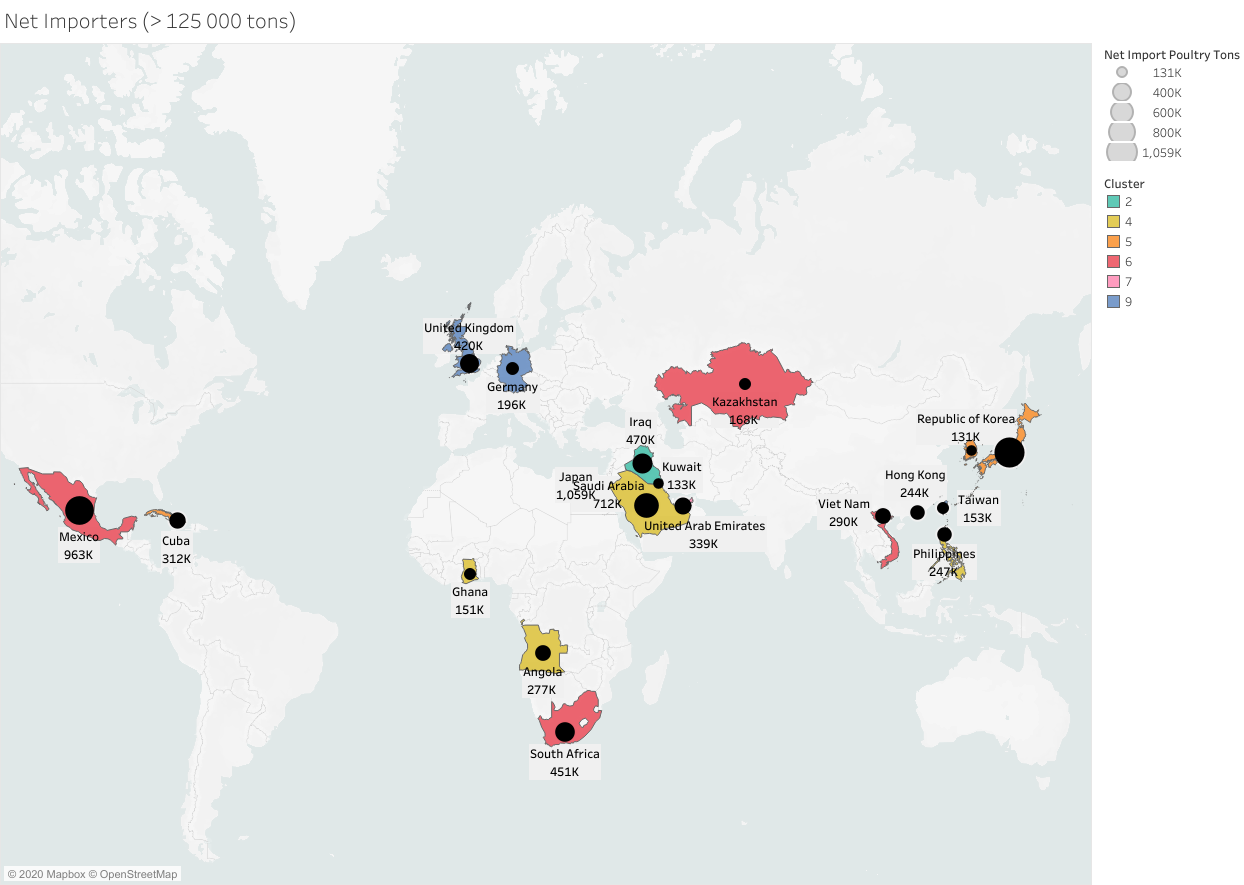 Net Importers (> 125 000 tons)
Net Import Poultry Tons
131K
400K
600K
800K
1,059K
Cluster
2
4
5
6
7
9
United Kingdom
420K
Germany
196K
Kazakhstan
168K
Republic of Korea
131K
Iraq
470K
Kuwait
133K
Japan
1,059K
Saudi Arabia
712K
United Arab Emirates
339K
Hong Kong
244K
Taiwan
153K
Viet Nam
290K
Philippines
247K
Mexico
963K
Cuba
312K
Ghana
151K
Angola
277K
South Africa
451K
© 2020 Mapbox © OpenStreetMap